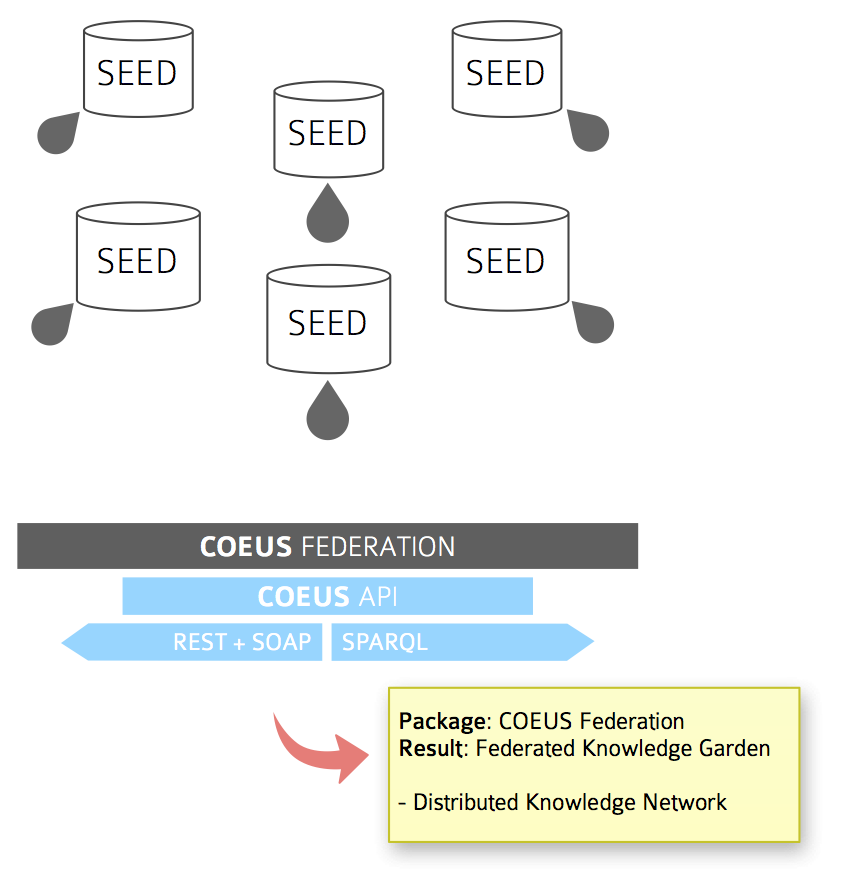 SEED
SEED
SEED
SEED
SEED
SEED
COEUS FEDERATION
COEUS API
REST + SOAP
SPARQL
Package: COEUS Federation
Result: Federated Knowledge Garden
- Distributed Knowledge Network